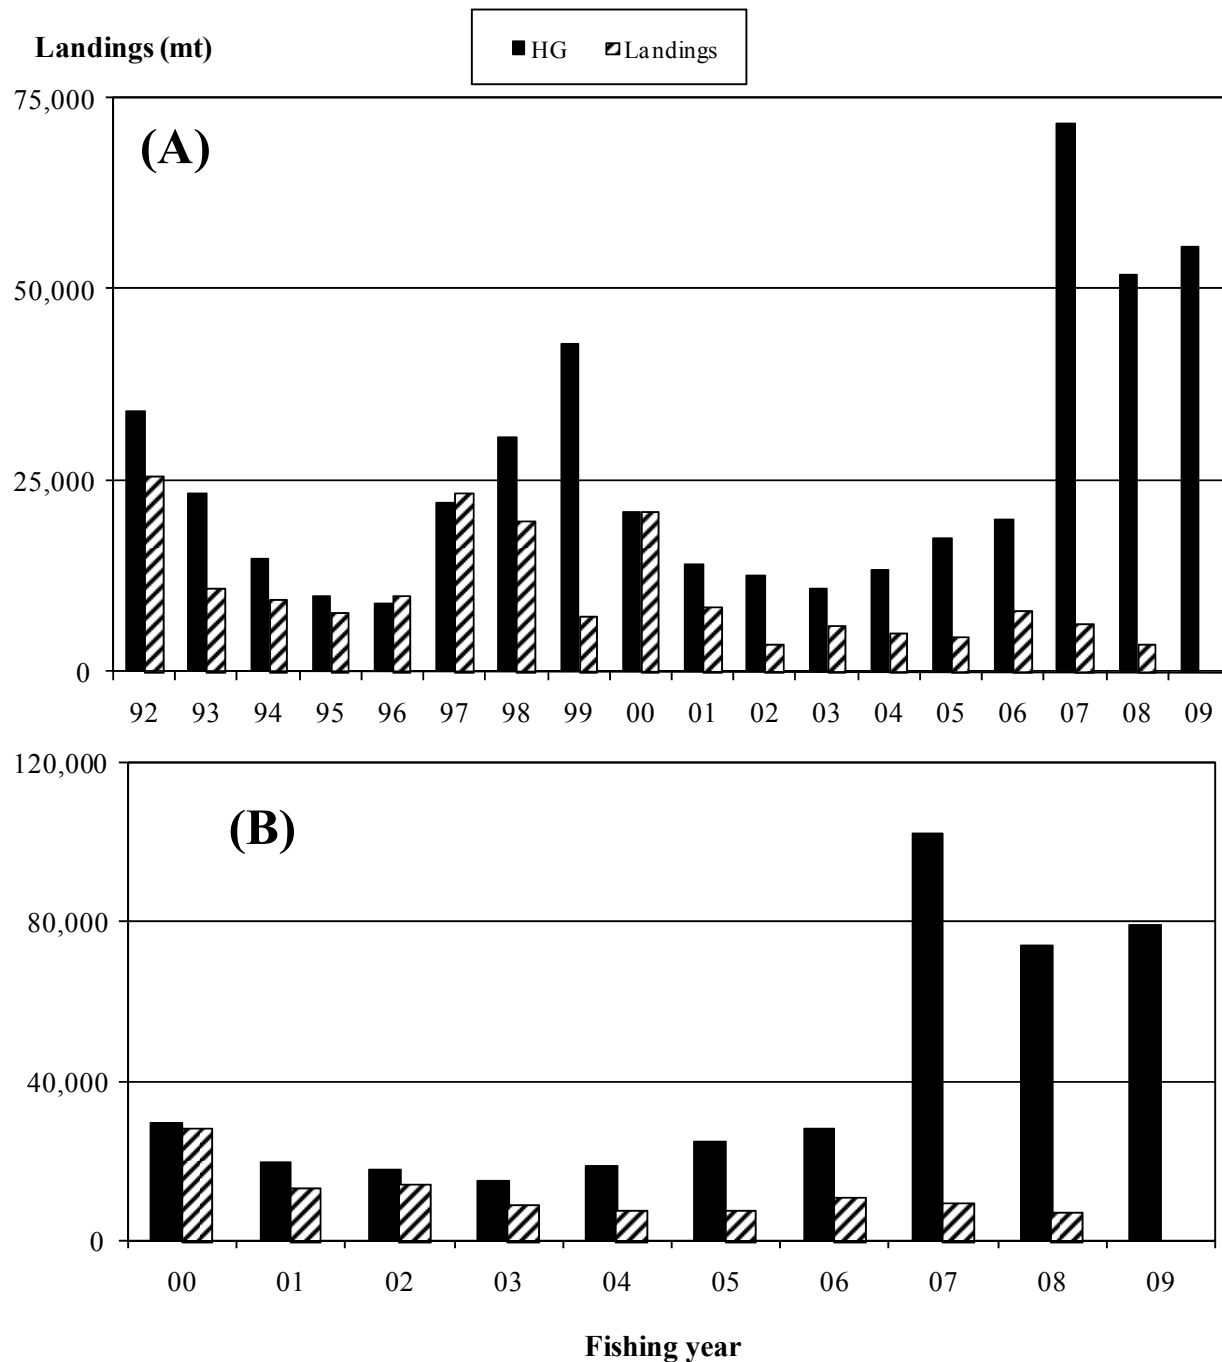 Landings (mt)
HG Landings
75,000
(A)
50,000
25,000
0
92 93 94 95 96 97 98 99 00 01 02 03 04 05 06 07 08 09
120,000
(B)
80,000
40,000
0
00 01 02 03 04 05 06 07 08 09
Fishing year